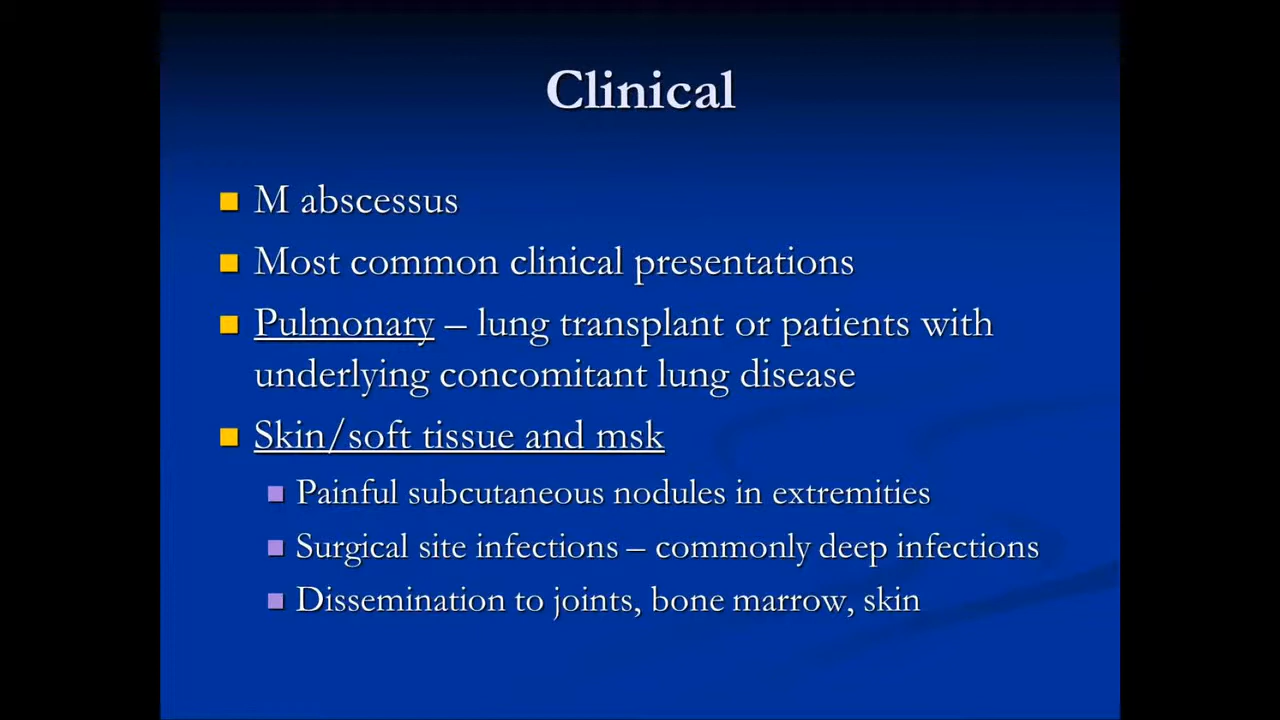 Clinical
M abscessus
Most common clinical presentations
Pulmonary – lung transplant or patients with
underlying concomitant lung disease
Skin/soft tissue and msk
Painful subcutaneous nodules in extremities
Surgical site infections – commonly deep infections
Dissemination to joints, bone marrow, skin